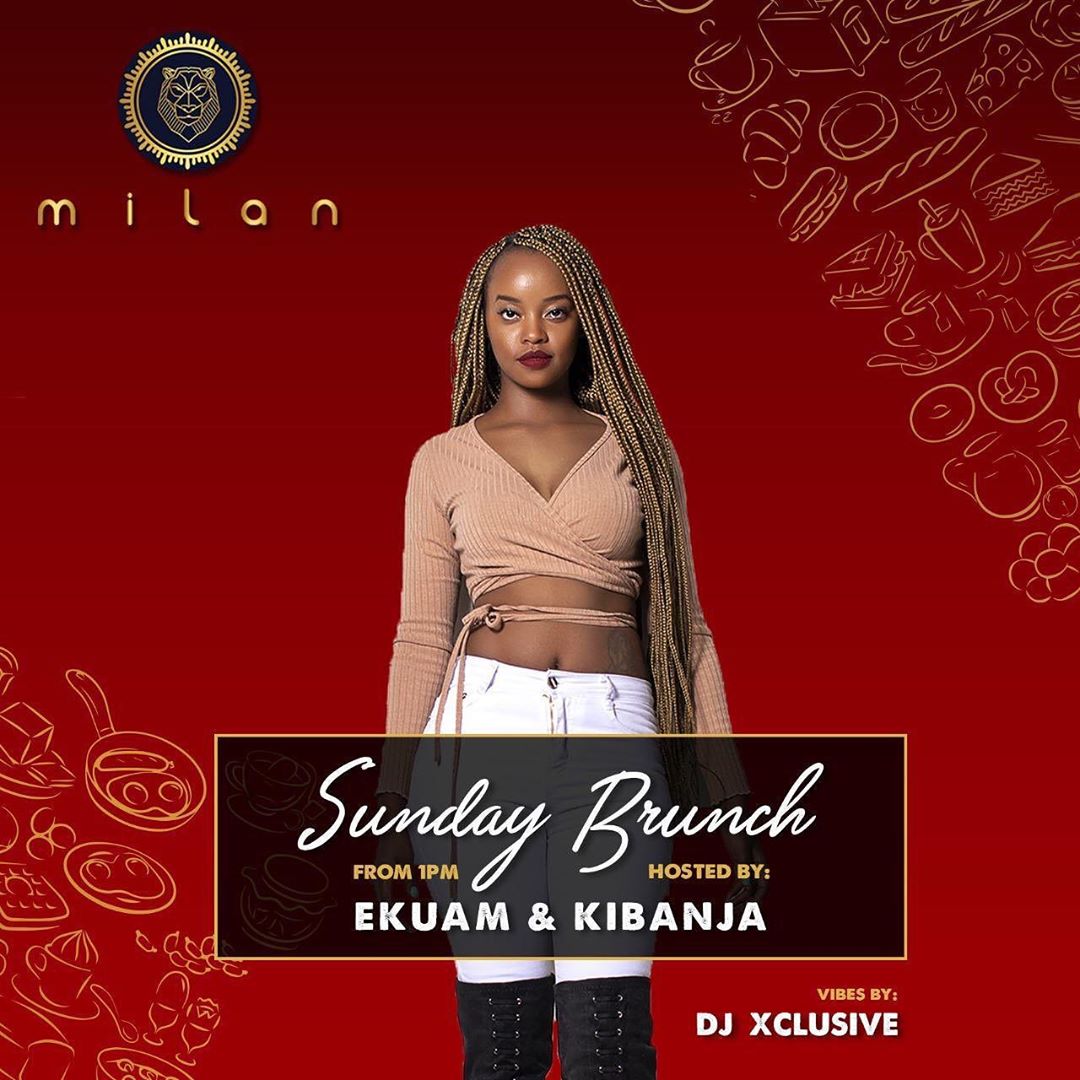 milan
Sunday Brunch
FROM 1PM
HOSTED BY:
EKUAM & KIBANJA
VIBES BY:
DJ XCLUSIVE